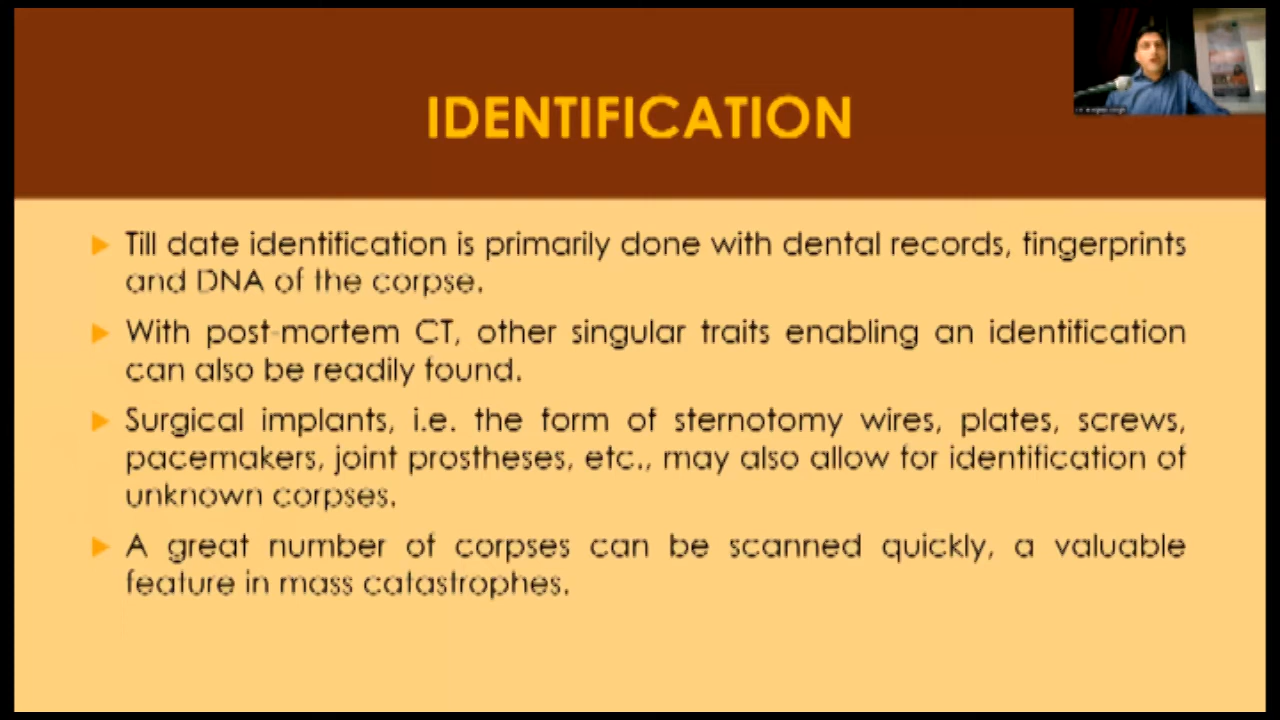 IDENTIFICATION
Till date identification is primarily done with dental records, fingerprints
and DNA of the corpse.
With post-mortem CT, other singular traits enabling an identification
can also be readily found.
Surgical implants, i.e. the form of sternotomy wires, plates, screws,
pacemakers, joint prostheses, etc., may also allow for identification of
unknown corpses.
A great number of corpses can be scanned quickly, a valuable
feature in mass catastrophes.